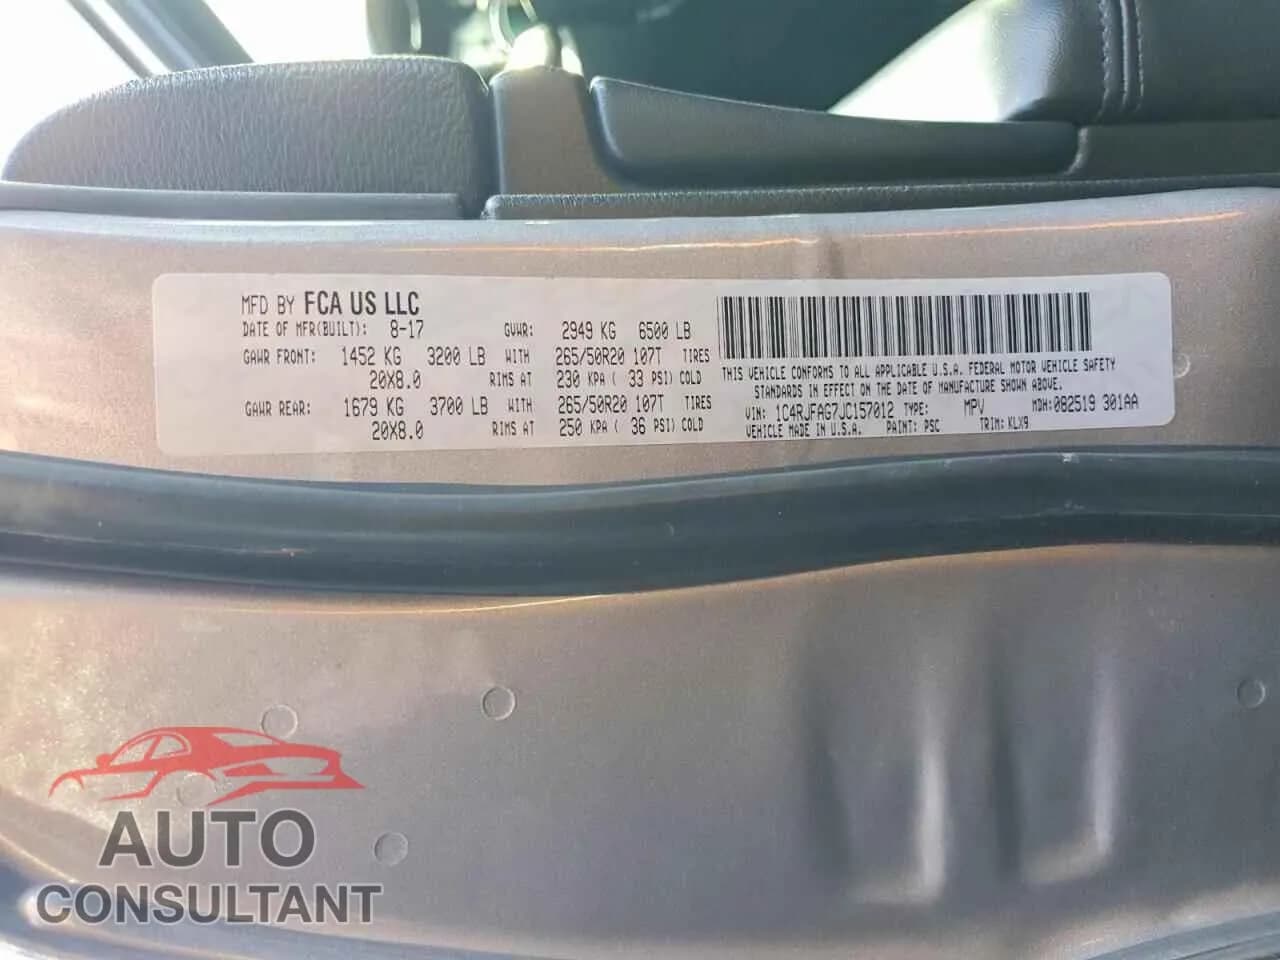 MFD BY FCA US LLC
DATE OF MFR(BUILT): 8-17 GVWR: 2949 KG 6500 LB
GAWR FRONT: 1452 KG 3200 LB WITH 265/50R20 107T TIRES
20X8.0 RIMS AT 230 KPA ( 33 PSI) COLD
GAWR REAR: 1679 KG 3700 LB WITH 265/50R20 107T TIRES
20X8.0 RIMS AT 250 KPA ( 36 PSI) COLD
THIS VEHICLE CONFORMS TO ALL APPLICABLE U.S.A. FEDERAL MOTOR VEHICLE SAFETY
STANDARDS IN EFFECT ON THE DATE OF MANUFACTURE SHOWN ABOVE.
VIN: 1C4RJFAG7JC157012 TYPE: MPV MDH: 082519 301AA
VEHICLE MADE IN U.S.A. PAINT: PSC TRIM: KLX9
AUTO
CONSULTANT